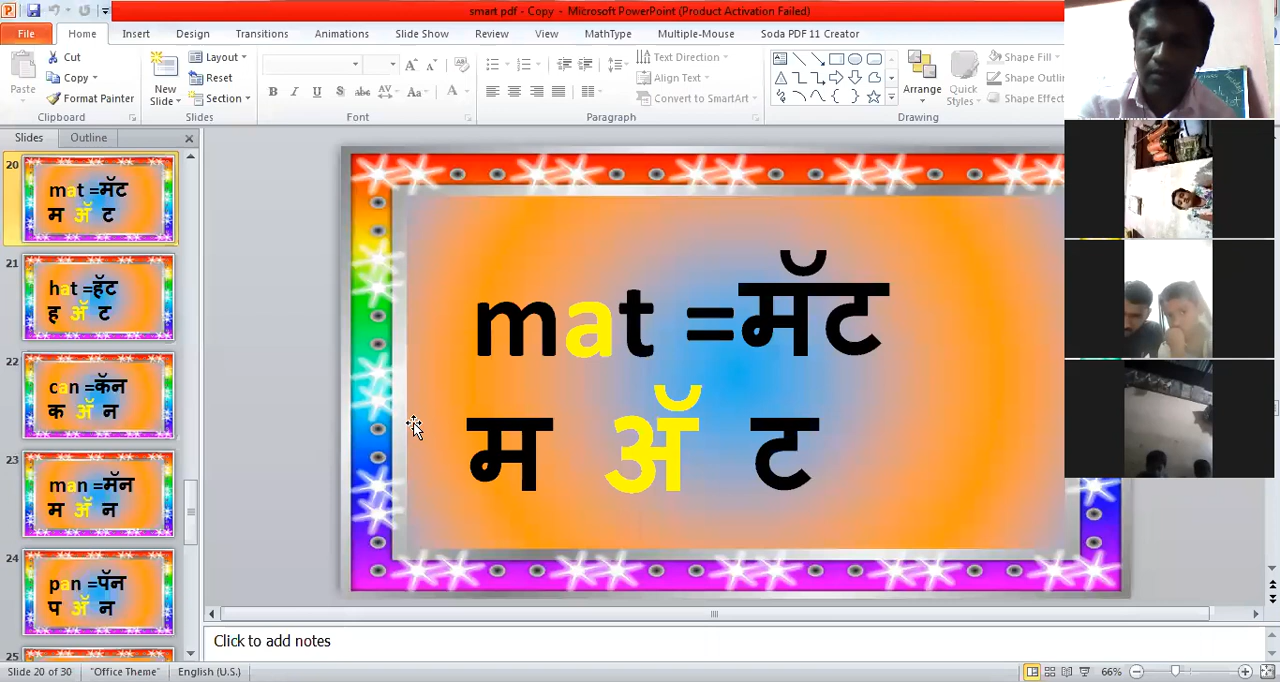 smart pdf - Copy - Microsoft PowerPoint (Product Activation Failed)
File Home Insert Design Transitions Animations Slide Show Review View MathType Multiple-Maroon Soda PDF 11 Creator
Cut
Copy
Format Painter
Paste
Clipboard
New Slide
Layout
Reset
Section
Slides
Font
Text Direction
Align Text
Convert to SmartArt
Paragraph
Arrange
Quick Styles
Shape Fill
Shape Outlin
Shape Effect
Drawing
Slides Outline
20
mat =मॅट
म ॲ ट
21
hat =हॅट
ह ॲ ट
22
can =कॅन
क ॲ न
23
man =मॅन
म ॲ न
24
pan =पॅन
प ॲ न
25
mat =मॅट
म ॲ ट
Click to add notes
Slide 20 of 30 "Office Theme" English (U.S.) 66%